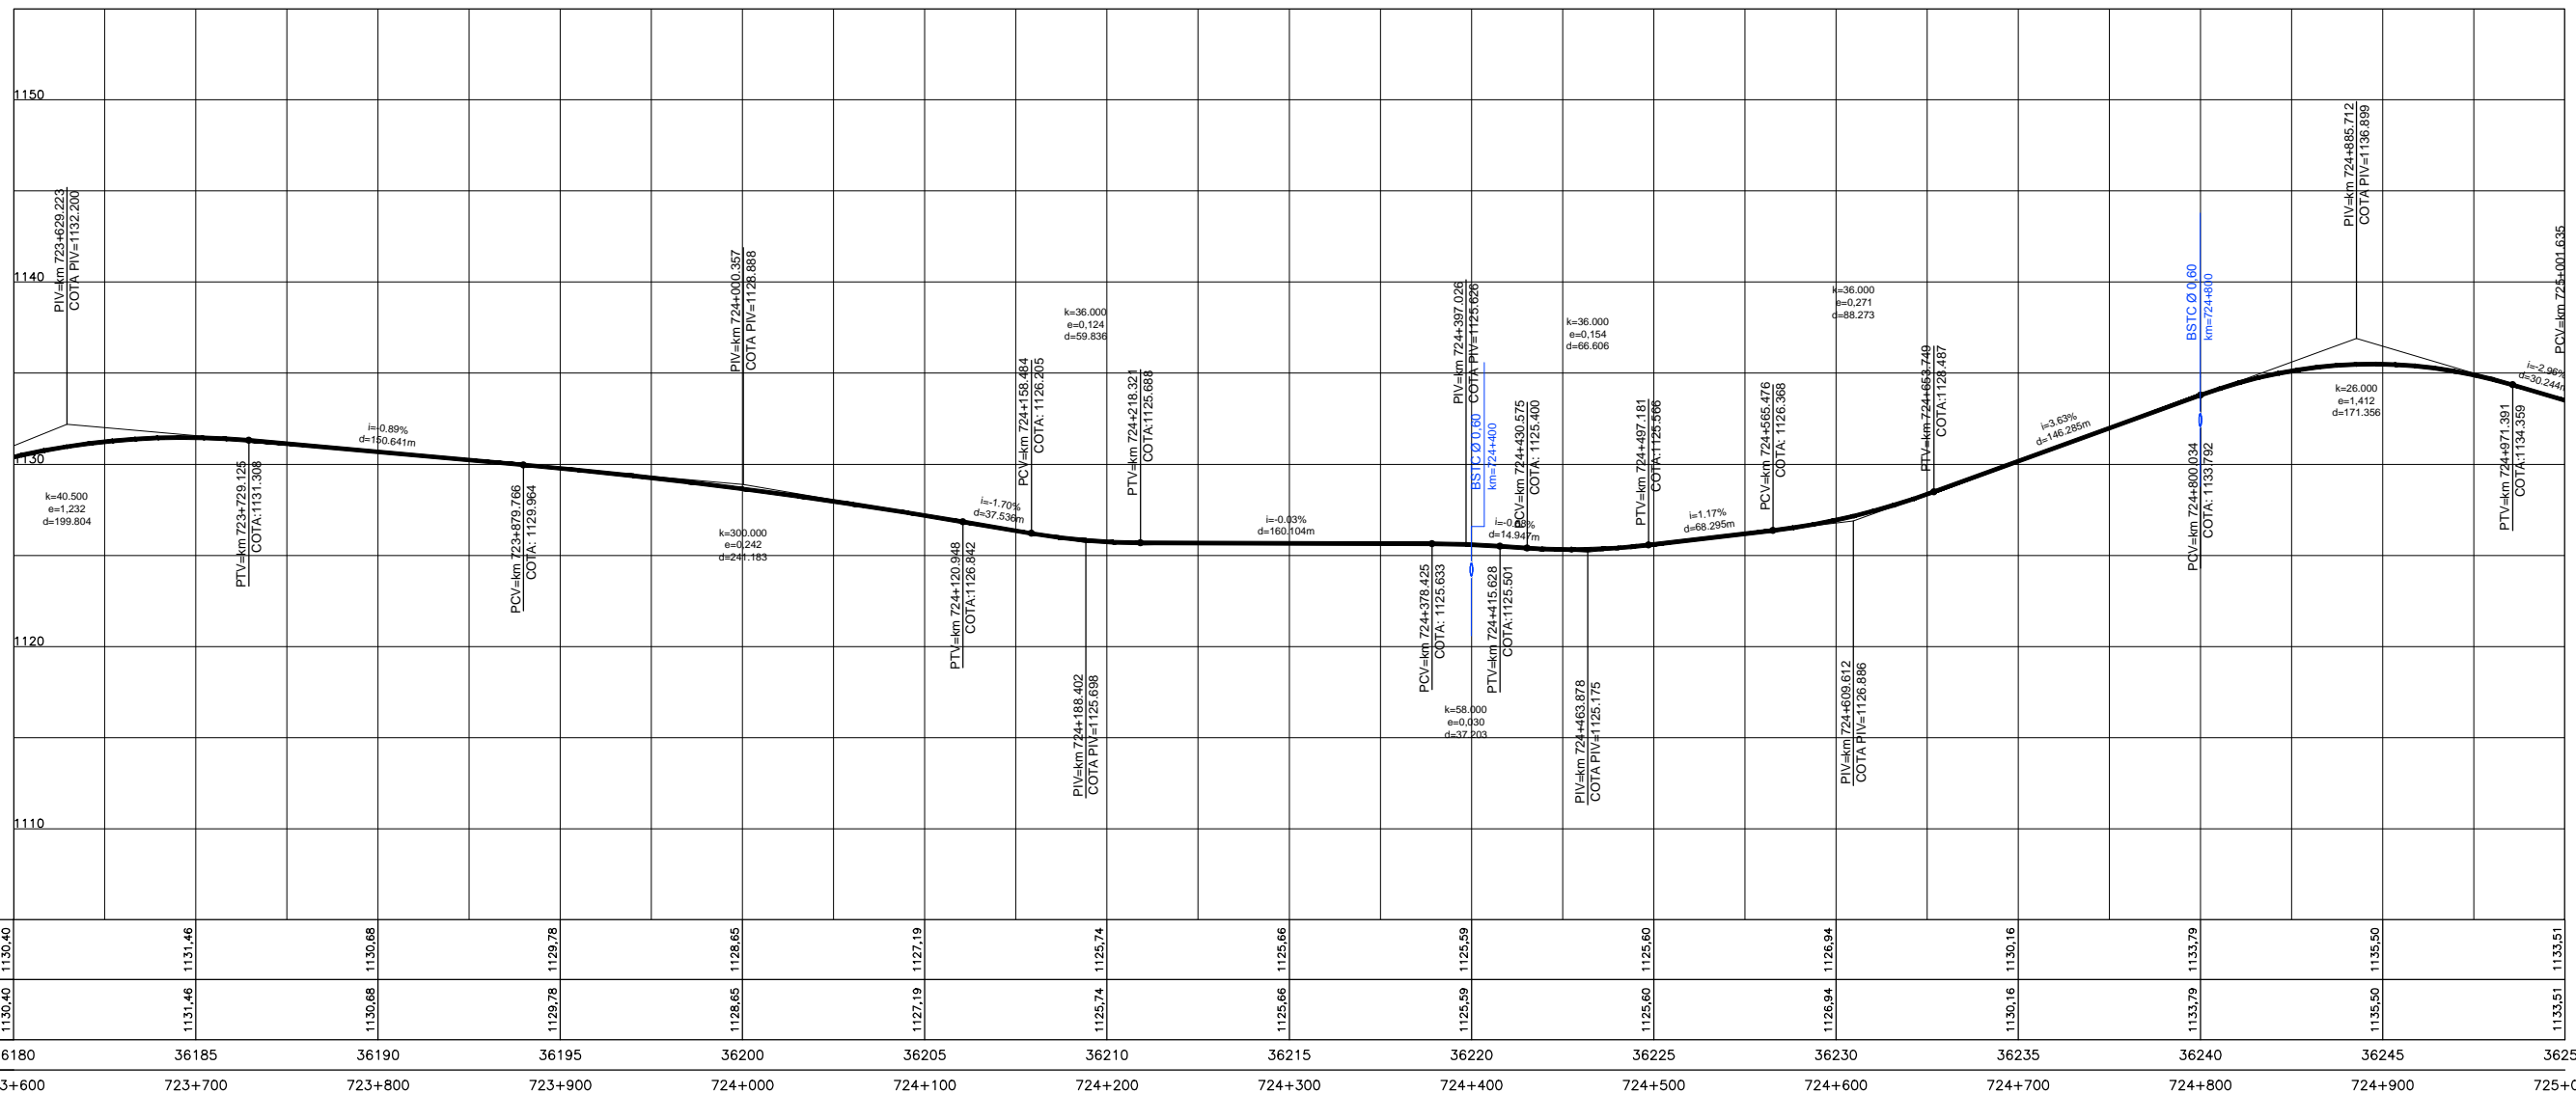 1150
1140
1130
1120
1110
PIV=km 723+629.223
COTA PIV=1132.200
k=40.500
e=1,232
d=199.804
PTV=km 723+729.125
COTA:1131.308
i=-0.89%
d=150.641m
PCV=km 723+879.766
COTA: 1129.964
PIV=km 724+000.357
COTA PIV=1128.888
k=300.000
e=0,242
d=241.183
PTV=km 724+120.948
COTA:1126.842
i=-1.70%
d=37.536m
PCV=km 724+158.484
COTA: 1126.205
k=36.000
e=0,124
d=59.836
PIV=km 724+188.402
COTA PIV=1125.698
PTV=km 724+218.321
COTA:1125.688
i=-0.03%
d=160.104m
PCV=km 724+378.425
COTA: 1125.633
PIV=km 724+397.026
COTA PIV=1125.626
BSTC Ø 0,60
km=724+400
k=58.000
e=0,030
d=37.203
PTV=km 724+415.628
COTA:1125.501
d=14.947m
PCV=km 724+430.575
COTA: 1125.400
k=36.000
e=0,154
d=66.606
PIV=km 724+463.878
COTA PIV=1125.175
PTV=km 724+497.181
COTA:1125.566
i=1.17%
d=68.295m
PCV=km 724+565.476
COTA: 1126.368
k=36.000
e=0,271
d=88.273
PIV=km 724+609.612
COTA PIV=1126.886
PTV=km 724+653.749
COTA:1128.487
i=3.63%
d=146.285m
BSTC Ø 0,60
km=724+800
PCV=km 724+800.034
COTA: 1133.792
PIV=km 724+885.712
COTA PIV=1136.899
k=26.000
e=1,412
d=171.356
PTV=km 724+971.391
COTA:1134.359
i=-2.96%
d=30.244m
PCV=km 725+001.635
1130,40 1131,46 1130,68 1129,78 1128,65 1127,19 1125,74 1125,66 1125,59 1125,60 1126,94 1130,16 1133,79 1135,50 1133,51
1130,40 1131,46 1130,68 1129,78 1128,65 1127,19 1125,74 1125,66 1125,59 1125,60 1126,94 1130,16 1133,79 1135,50 1133,51
6180 36185 36190 36195 36200 36205 36210 36215 36220 36225 36230 36235 36240 36245 3625
3+600 723+700 723+800 723+900 724+000 724+100 724+200 724+300 724+400 724+500 724+600 724+700 724+800 724+900 725+0